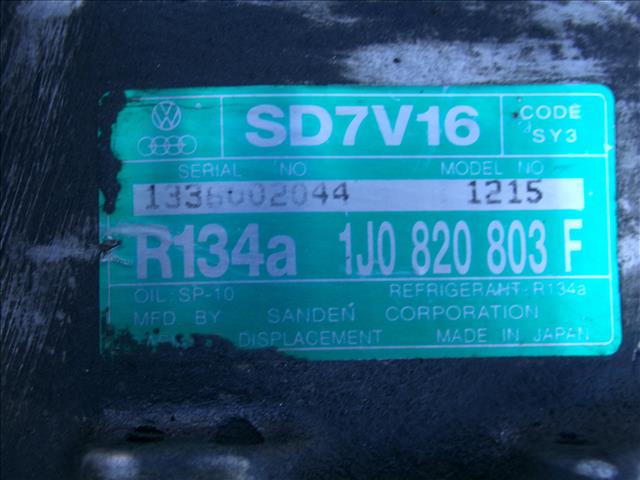 SD7V16
CODE
SY3
SERIAL NO.
MODEL NO
1336002044
1215
R134a
1J0 820 803 F
OIL: SP-10
REFRIGERANT: R134a
MFD BY SANDEN CORPORATION
DISPLACEMENT
MADE IN JAPAN